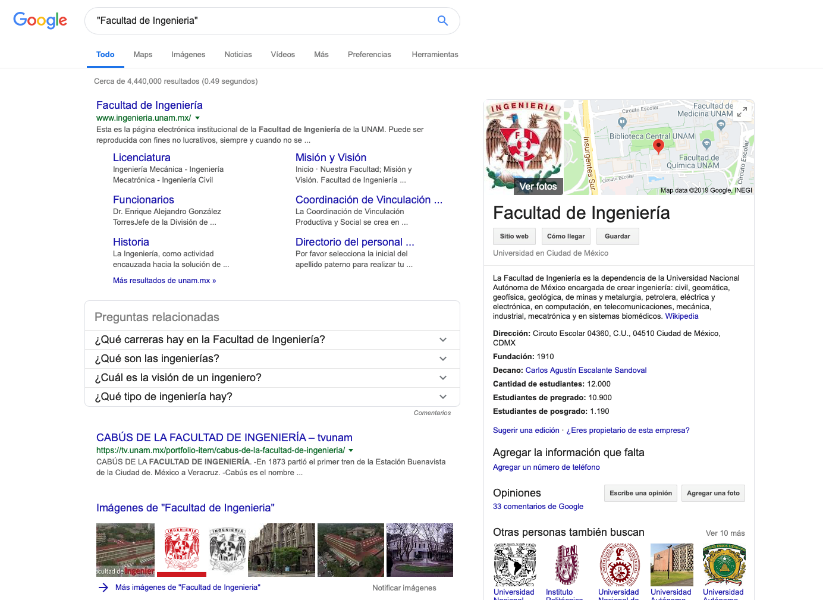 Google
"Facultad de Ingenieria"
Todo Maps Imágenes Noticias Vídeos Más Preferencias Herramientas
Cerca de 4,440,000 resultados (0.49 segundos)
Facultad de Ingeniería
www.ingenieria.unam.mx/
Esta es la página electrónica institucional de la Facultad de Ingeniería de la UNAM. Puede ser
reproducida con fines no lucrativos, siempre y cuando no se ...
Licenciatura
Ingeniería Mecánica - Ingeniería
Mecatrónica - Ingeniería Civil
Misión y Visión
Inicio · Nuestra Facultad; Misión y
Visión. Facultad de Ingeniería ...
Funcionarios
Dr. Enrique Alejandro González
TorresJefe de la División de ...
Coordinación de Vinculación ...
La Coordinación de Vinculación
Productiva y Social se crea en ...
Historia
La Ingeniería, como actividad
encauzada hacia la solución de ...
Directorio del personal ...
Por favor selecciona la inicial del
apellido paterno para realizar tu ...
Más resultados de unam.mx »
Preguntas relacionadas
¿Qué carreras hay en la Facultad de Ingeniería?
¿Qué son las ingenierías?
¿Cuál es la visión de un ingeniero?
¿Qué tipo de ingeniería hay?
Comentarios
CABÚS DE LA FACULTAD DE INGENIERÍA – tvunam
https://tv.unam.mx/portfolio-item/cabus-de-la-facultad-de-ingenieria/
CABÚS DE LA FACULTAD DE INGENIERÍA. -En 1873 partió el primer tren de la Estación Buenavista
de la Ciudad de. México a Veracruz. -Cabús es el nombre ...
Imágenes de "Facultad de Ingenieria"
Más imágenes de "Facultad de Ingenieria"
Notificar imágenes
INGENIERIA
Ver fotos
Circuito Escolar
Facultad de
Medicina UNAM
Biblioteca Central UNAM
Facultad de
Química UNAM
Insurgentes Sur
Circuito Escolar
Map data ©2019 Google, INEGI
Facultad de Ingeniería
Sitio web Cómo llegar Guardar
Universidad en Ciudad de México
La Facultad de Ingeniería es la dependencia de la Universidad Nacional
Autónoma de México encargada de crear ingeniería: civil, geomática,
geofísica, geológica, de minas y metalurgia, petrolera, eléctrica y
electrónica, en computación, en telecomunicaciones, mecánica,
industrial, mecatrónica y en sistemas biomédicos. Wikipedia
Dirección: Circuto Escolar 04360, C.U., 04510 Ciudad de México,
CDMX
Fundación: 1910
Decano: Carlos Agustín Escalante Sandoval
Cantidad de estudiantes: 12.000
Estudiantes de pregrado: 10.900
Estudiantes de posgrado: 1.190
Sugerir una edición · ¿Eres propietario de esta empresa?
Agregar la información que falta
Agregar un número de teléfono
Opiniones
Escribe una opinión Agregar una foto
33 comentarios de Google
Otras personas también buscan Ver 10 más
Universidad Instituto Universidad Universidad Universidad
Nacional Politécnico Nacional de Autónoma Autónoma